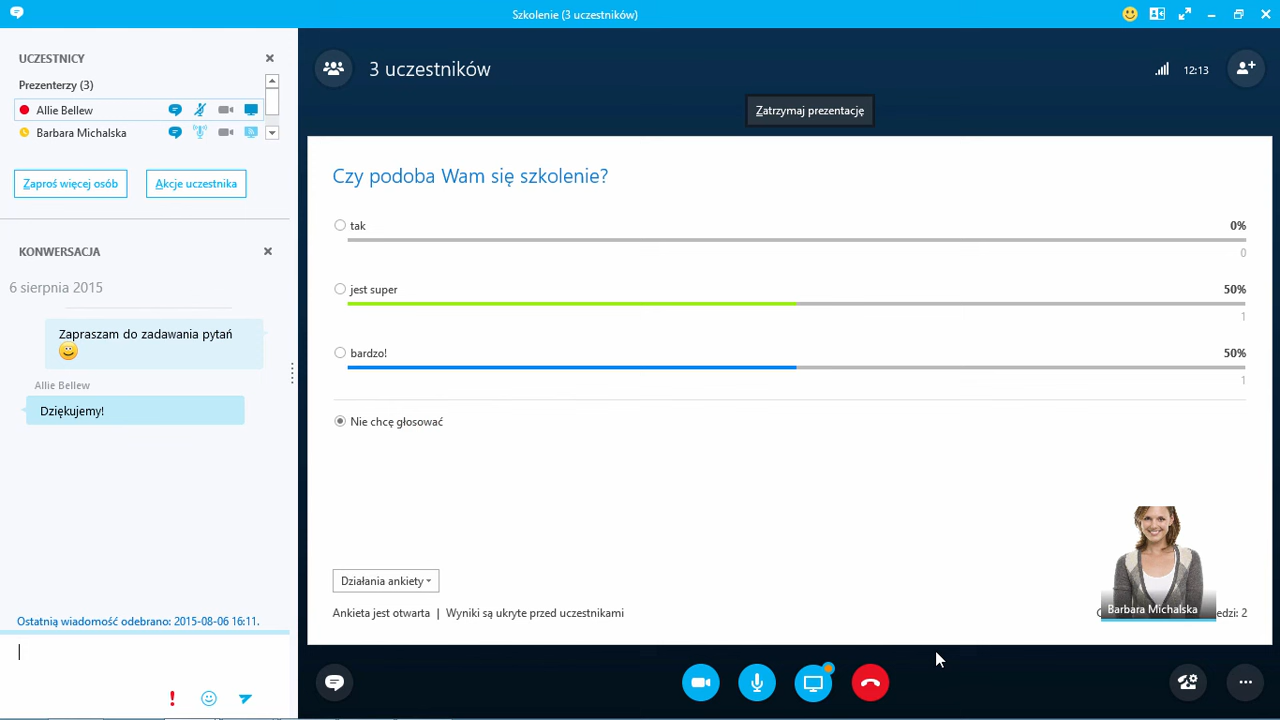 Szkolenie (3 uczestników)
UCZESTNICY
Prezenterzy (3)
Allie Bellew
Barbara Michalska
Zaproś więcej osób
Akcje uczestnika
KONWERSACJA
6 sierpnia 2015
Zapraszam do zadawania pytań
Allie Bellew
Dziękujemy!
Ostatnią wiadomość odebrano: 2015-08-06 16:11.
3 uczestników
12:13
Zatrzymaj prezentację
Czy podoba Wam się szkolenie?
tak 0%
0
jest super 50%
1
bardzo! 50%
1
Nie chcę głosować
Działania ankiety
Ankieta jest otwarta | Wyniki są ukryte przed uczestnikami
Barbara Michalska
edzi: 2